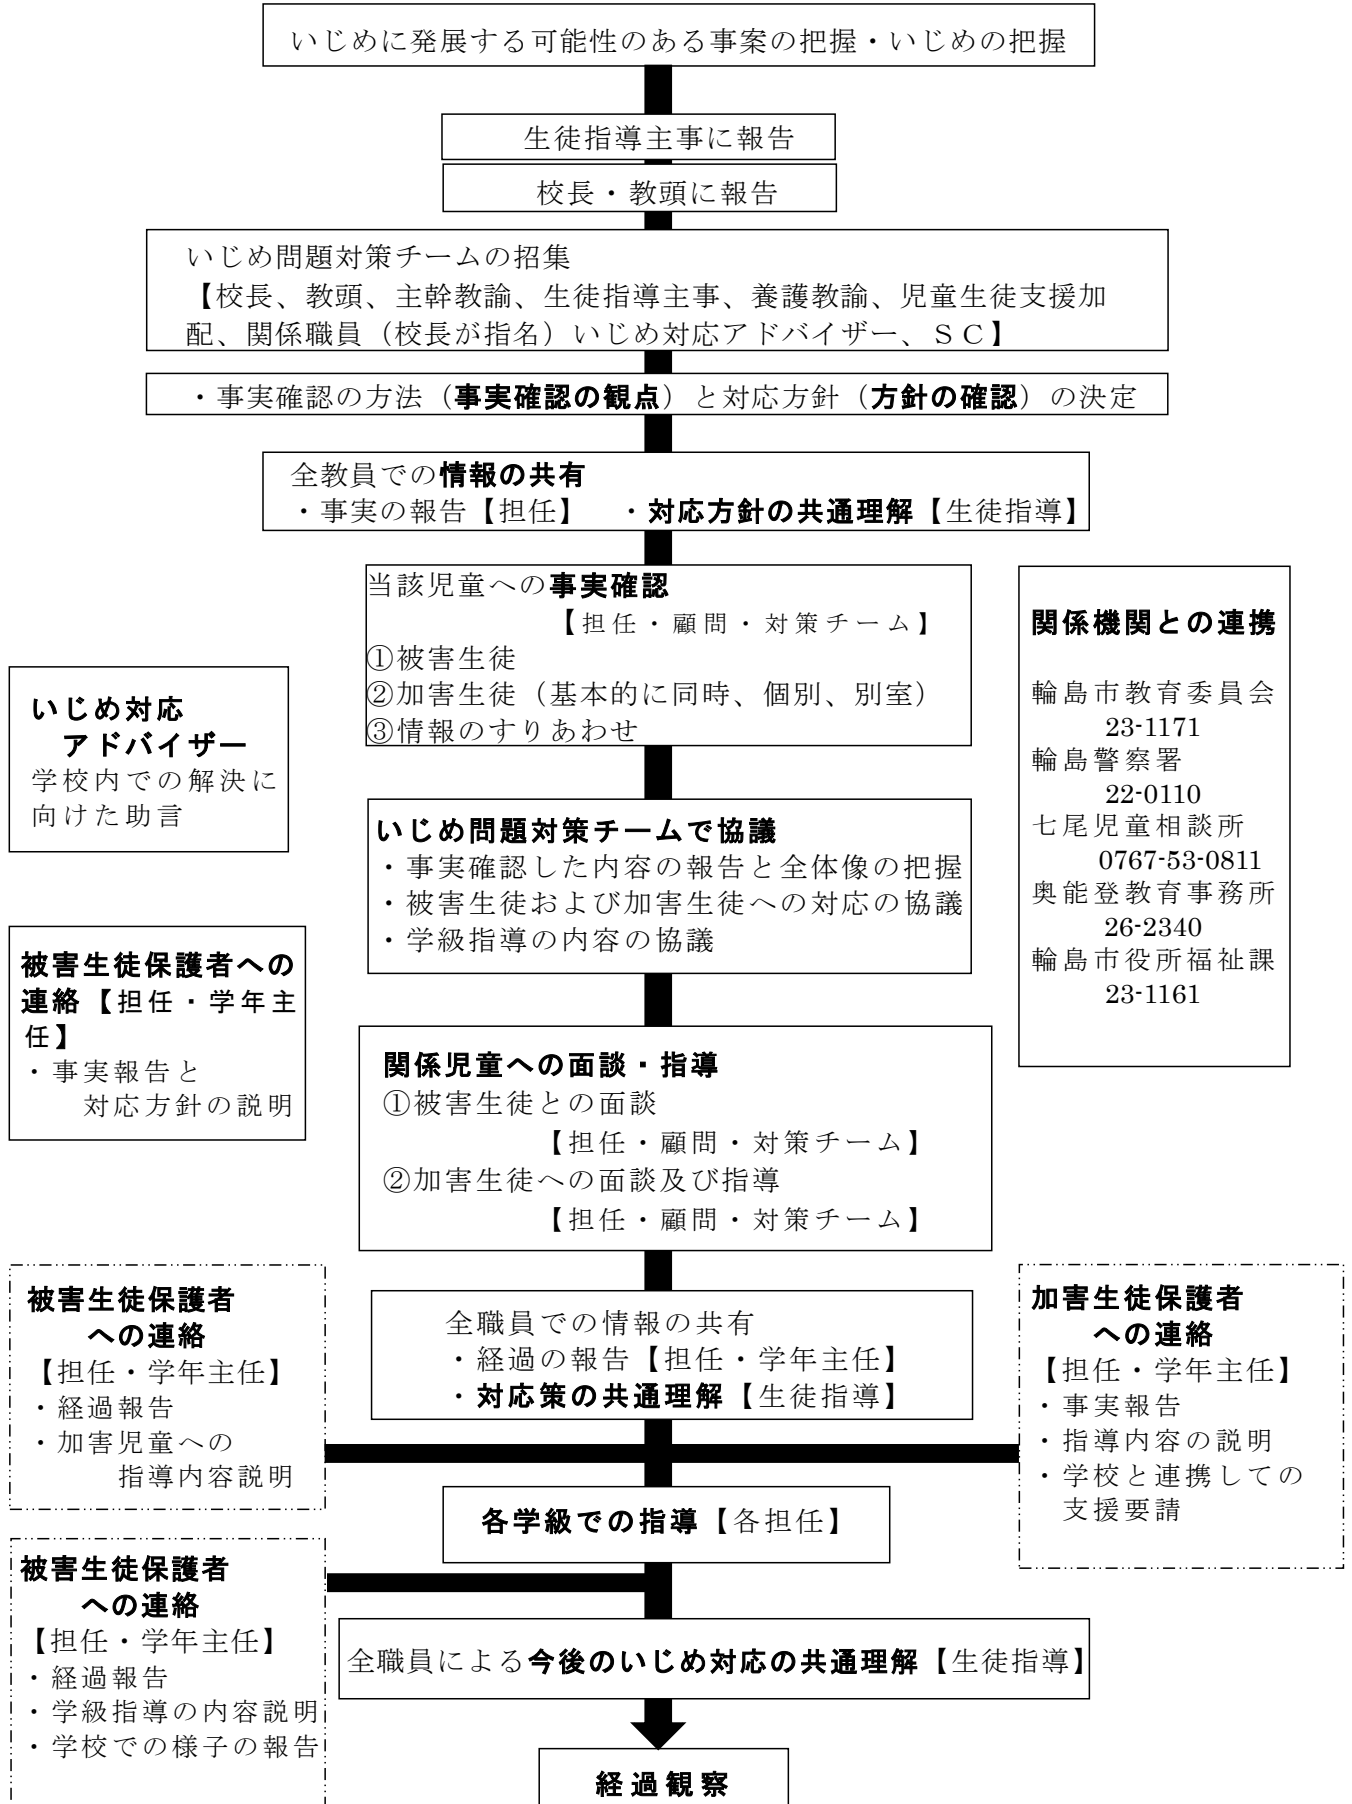 いじめに発展する可能性のある事案の把握・いじめの把握
生徒指導主事に報告
校長・教頭に報告
いじめ問題対策チームの招集
【校長、教頭、主幹教諭、生徒指導主事、養護教諭、児童生徒支援加
配、関係職員（校長が指名）いじめ対応アドバイザー、ＳＣ】
・事実確認の方法（事実確認の観点）と対応方針（方針の確認）の決定
全教員での情報の共有
・事実の報告【担任】　・対応方針の共通理解【生徒指導】
当該児童への事実確認
【担任・顧問・対策チーム】
①被害生徒
②加害生徒（基本的に同時、個別、別室）
③情報のすりあわせ
関係機関との連携
輪島市教育委員会
23-1171
輪島警察署
22-0110
七尾児童相談所
0767-53-0811
奥能登教育事務所
26-2340
輪島市役所福祉課
23-1161
いじめ対応
アドバイザー
学校内での解決に
向けた助言
いじめ問題対策チームで協議
・事実確認した内容の報告と全体像の把握
・被害生徒および加害生徒への対応の協議
・学級指導の内容の協議
被害生徒保護者への
連絡【担任・学年主
任】
・事実報告と
対応方針の説明
関係児童への面談・指導
①被害生徒との面談
【担任・顧問・対策チーム】
②加害生徒への面談及び指導
【担任・顧問・対策チーム】
被害生徒保護者
への連絡
【担任・学年主任】
・経過報告
・加害児童への
指導内容説明
全職員での情報の共有
・経過の報告【担任・学年主任】
・対応策の共通理解【生徒指導】
加害生徒保護者
への連絡
【担任・学年主任】
・事実報告
・指導内容の説明
・学校と連携しての
支援要請
各学級での指導【各担任】
被害生徒保護者
への連絡
【担任・学年主任】
・経過報告
・学級指導の内容説明
・学校での様子の報告
全職員による今後のいじめ対応の共通理解【生徒指導】
経過観察